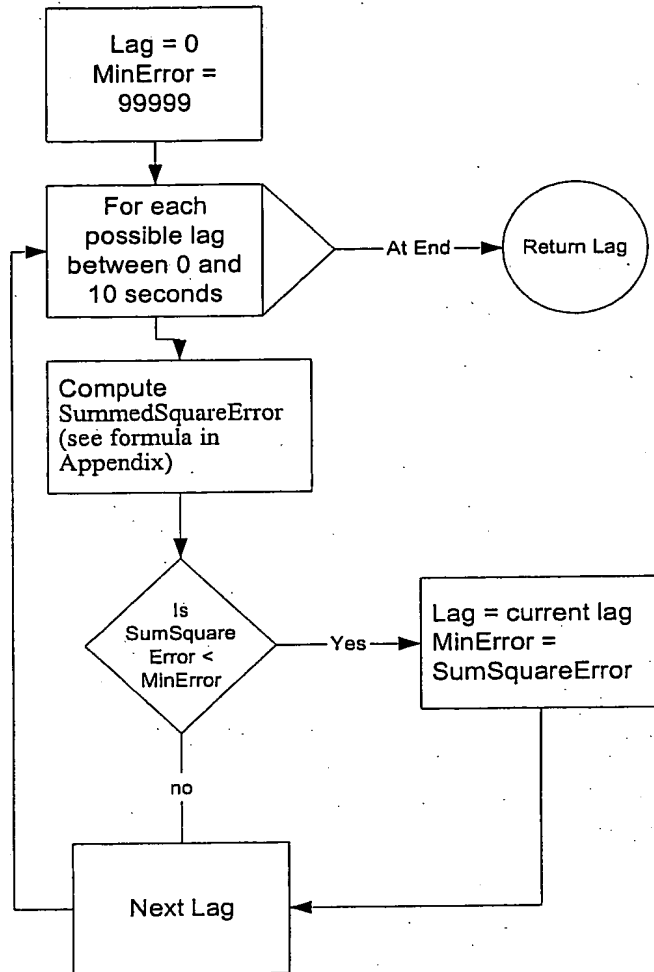 Lag = 0
MinError =
99999
For each
possible lag
between 0 and
10 seconds
At End
Return Lag
Compute
SummedSquareError
(see formula in
Appendix)
Is
SumSquare
Error <
MinError
Yes
Lag = current lag
MinError =
SumSquareError
no
Next Lag